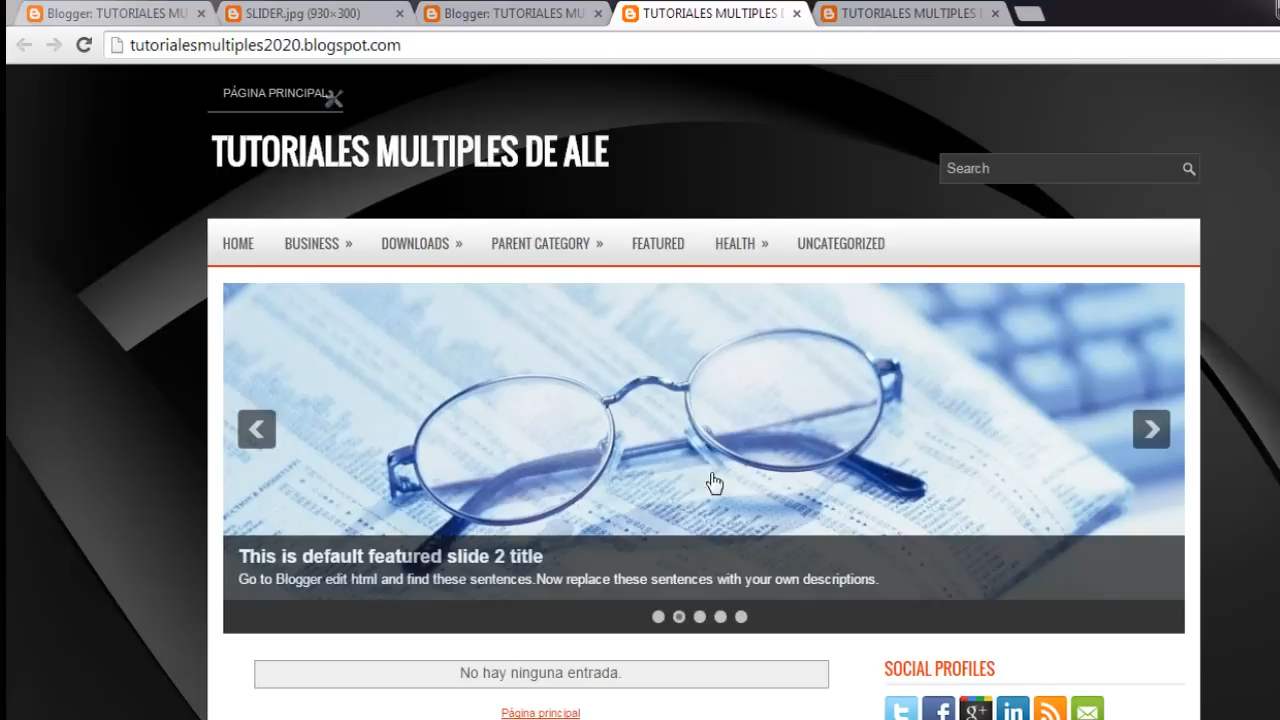 Blogger: TUTORIALES MU
SLIDER.jpg (930×300)
Blogger: TUTORIALES MU
TUTORIALES MULTIPLES D
TUTORIALES MULTIPLES D
tutorialesmultiples2020.blogspot.com
PÁGINA PRINCIPAL
TUTORIALES MULTIPLES DE ALE
Search
HOME BUSINESS » DOWNLOADS » PARENT CATEGORY » FEATURED HEALTH » UNCATEGORIZED
This is default featured slide 2 title
Go to Blogger edit html and find these sentences.Now replace these sentences with your own descriptions.
No hay ninguna entrada.
SOCIAL PROFILES
Página principal